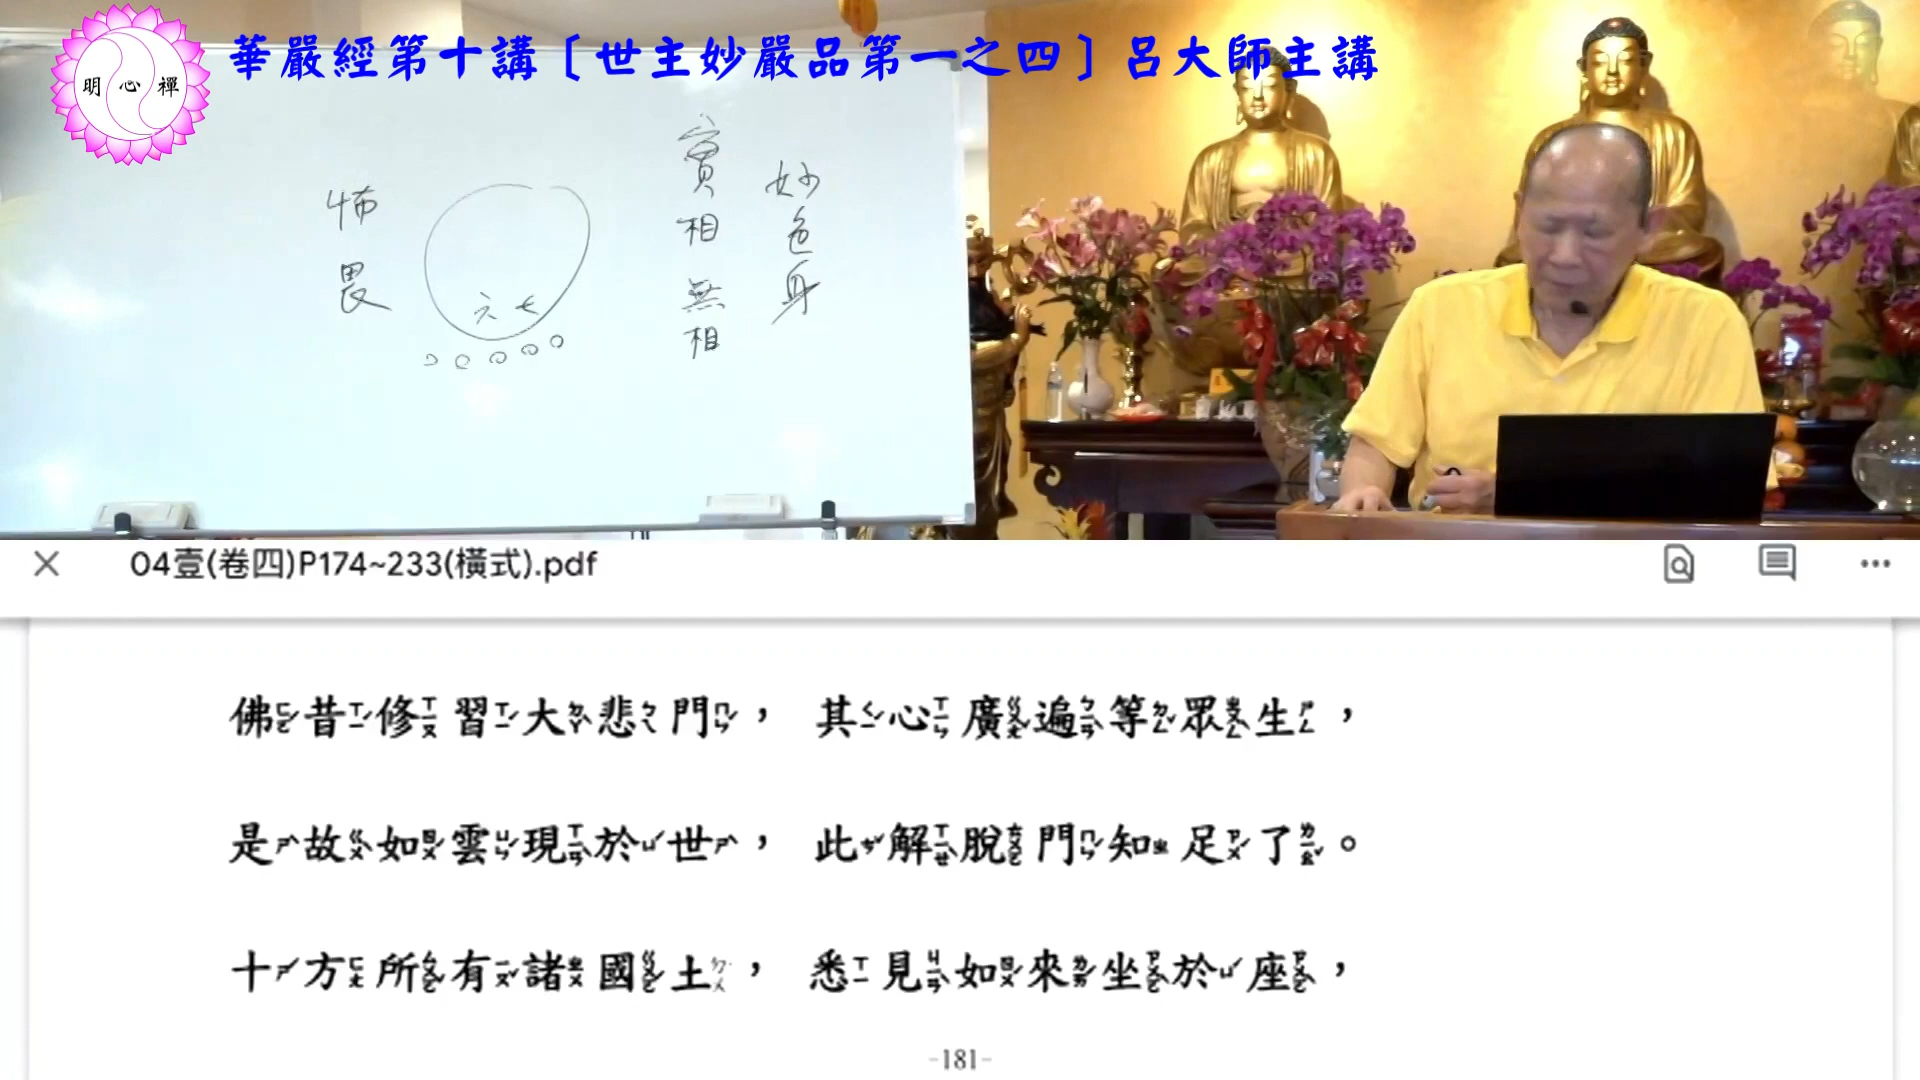 明心禪
華嚴經第十講〔世主妙嚴品第一之四〕呂大師主講
妙色身
實相無相
六七
怖畏
04壹(卷四)P174~233(橫式).pdf
佛昔修習大悲門，其心廣遍等眾生，
是故如雲現於世，此解脫門知足了。
十方所有諸國土，悉見如來坐於座，
-181-